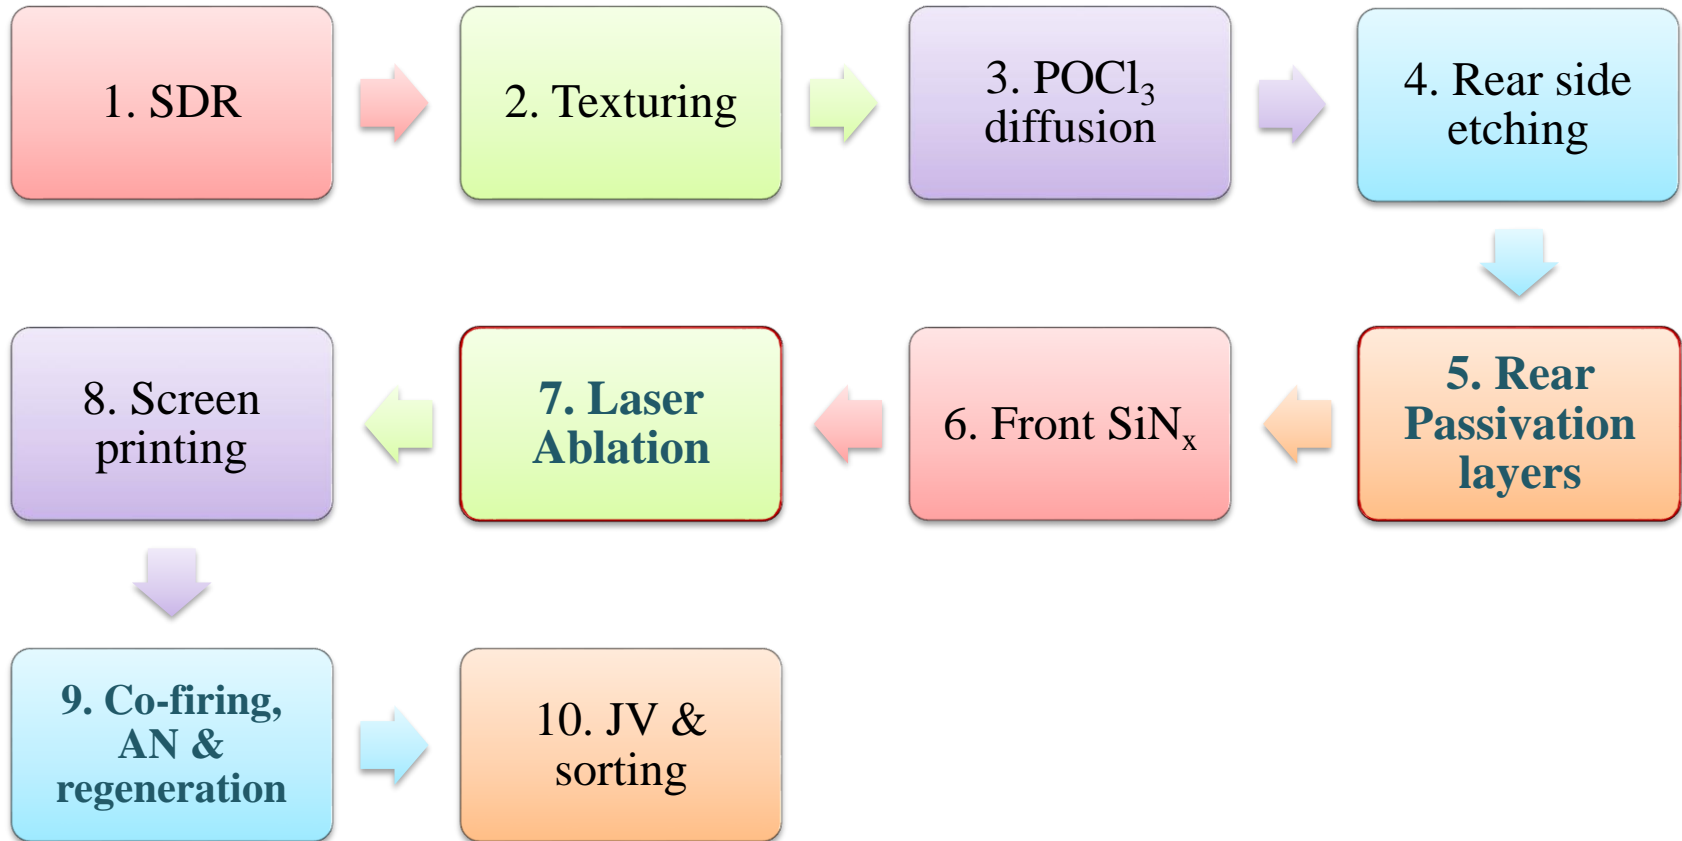 1. SDR
2. Texturing
3. POCl₃
diffusion
4. Rear side
etching
5. Rear
Passivation
layers
6. Front SiNₓ
7. Laser
Ablation
8. Screen
printing
9. Co-firing,
AN &
regeneration
10. JV &
sorting